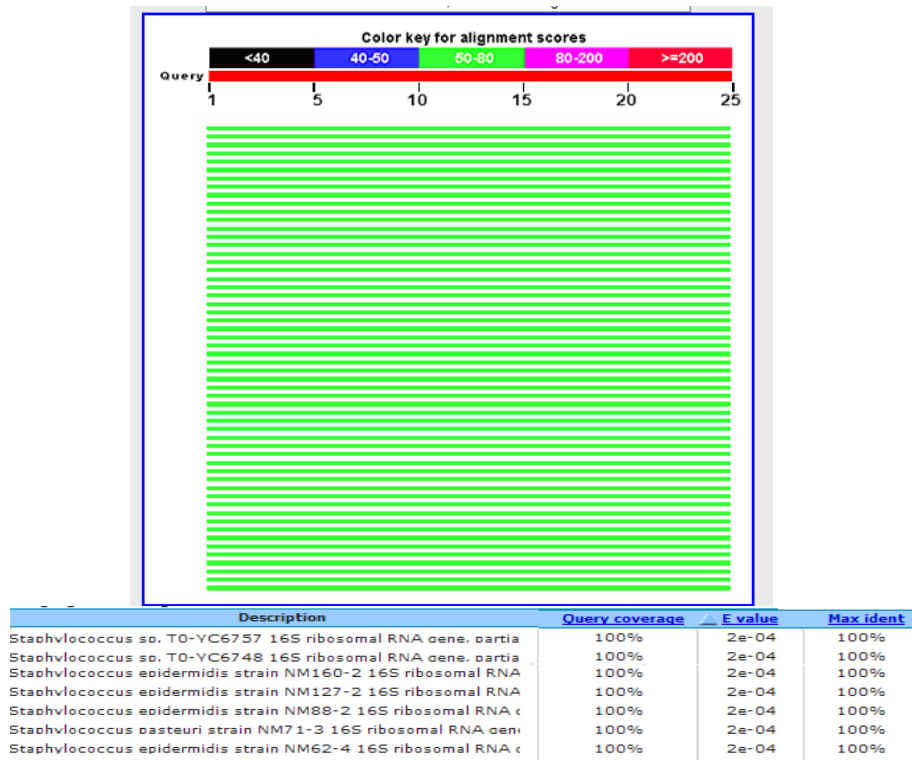 Color key for alignment scores
<40 40-50 50-80 80-200 >=200
Query
1 5 10 15 20 25
Description Query coverage E value Max ident
Staphylococcus sp. T0-YC6757 16S ribosomal RNA gene, partia 100% 2e-04 100%
Staphylococcus sp. T0-YC6748 16S ribosomal RNA gene, partia 100% 2e-04 100%
Staphylococcus epidermidis strain NM160-2 16S ribosomal RNA 100% 2e-04 100%
Staphylococcus epidermidis strain NM127-2 16S ribosomal RNA 100% 2e-04 100%
Staphylococcus epidermidis strain NM88-2 16S ribosomal RNA 100% 2e-04 100%
Staphylococcus pasteuri strain NM71-3 16S ribosomal RNA 100% 2e-04 100%
Staphylococcus epidermidis strain NM62-4 16S ribosomal RNA 100% 2e-04 100%